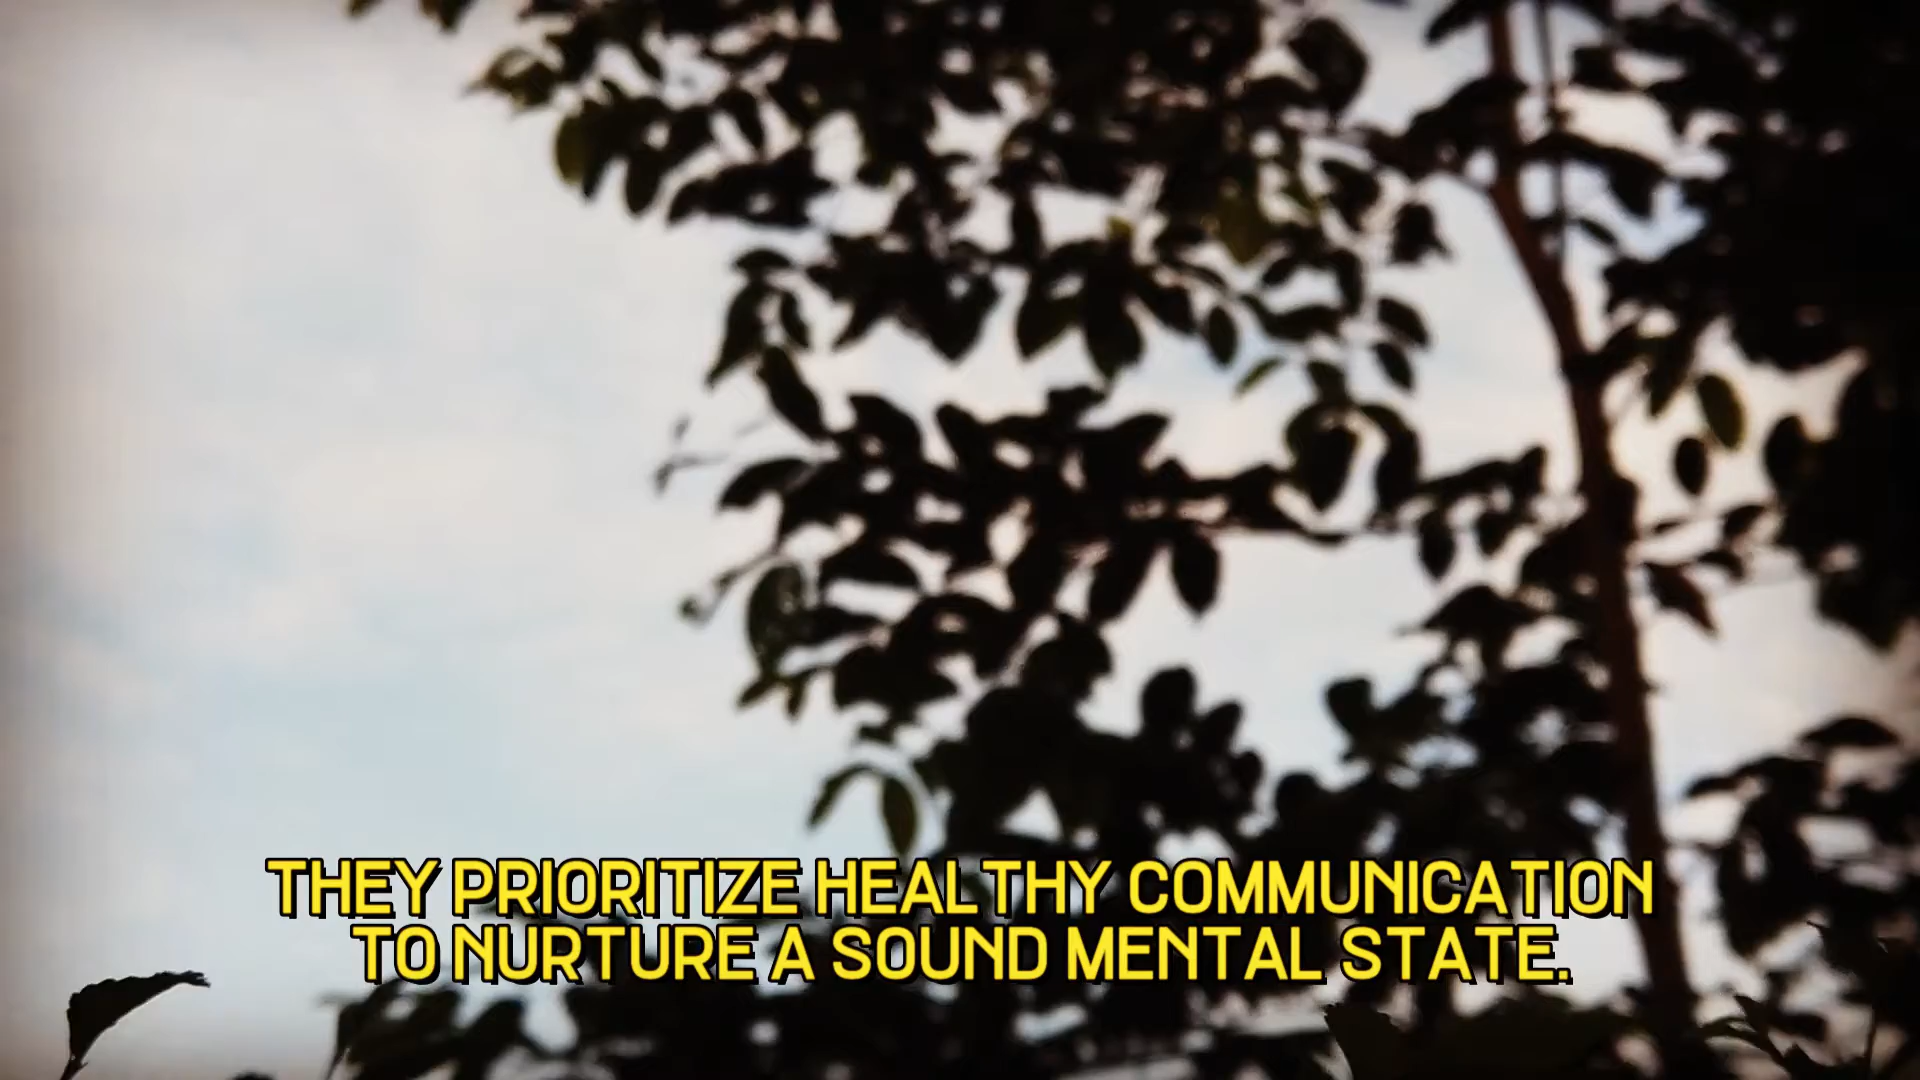 THEY PRIORITIZE HEALTHY COMMUNICATION
TO NURTURE A SOUND MENTAL STATE.